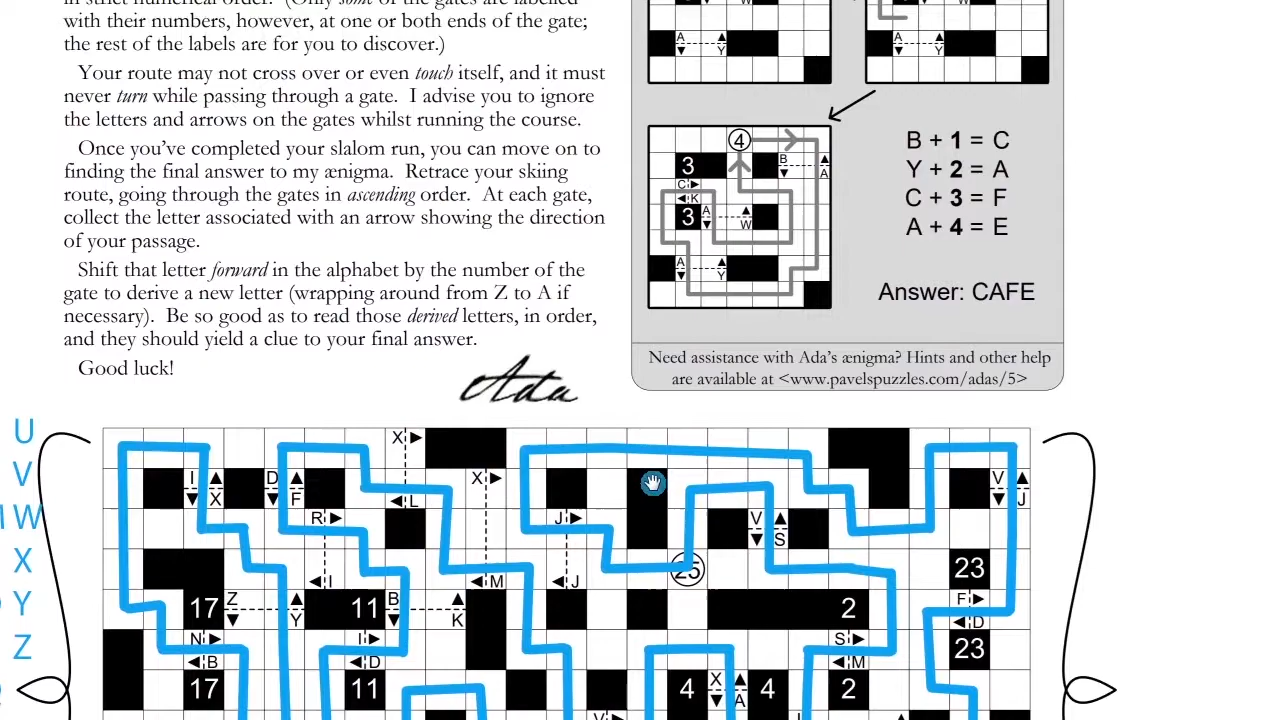 in strict numerical order. (Only some of the gates are labelled
with their numbers, however, at one or both ends of the gate;
the rest of the labels are for you to discover.)
Your route may not cross over or even touch itself, and it must
never turn while passing through a gate. I advise you to ignore
the letters and arrows on the gates whilst running the course.
Once you've completed your slalom run, you can move on to
finding the final answer to my ænigma. Retrace your skiing
route, going through the gates in ascending order. At each gate,
collect the letter associated with an arrow showing the direction
of your passage.
Shift that letter forward in the alphabet by the number of the
gate to derive a new letter (wrapping around from Z to A if
necessary). Be so good as to read those derived letters, in order,
and they should yield a clue to your final answer.
Good luck!
Ada
A
Y
A
Y
4
3
B
A
C
K
3
A
W
A
Y
B + 1 = C
Y + 2 = A
C + 3 = F
A + 4 = E
Answer: CAFE
Need assistance with Ada's ænigma? Hints and other help
are available at <www.pavelspuzzles.com/adas/5>
U
V
W
X
Y
Z
X
I X D F L X V J
R J V S
I M J 25 23
17 Z Y 11 B K 2 F
N I S D
B D M 23
17 11 4 X A 4 2